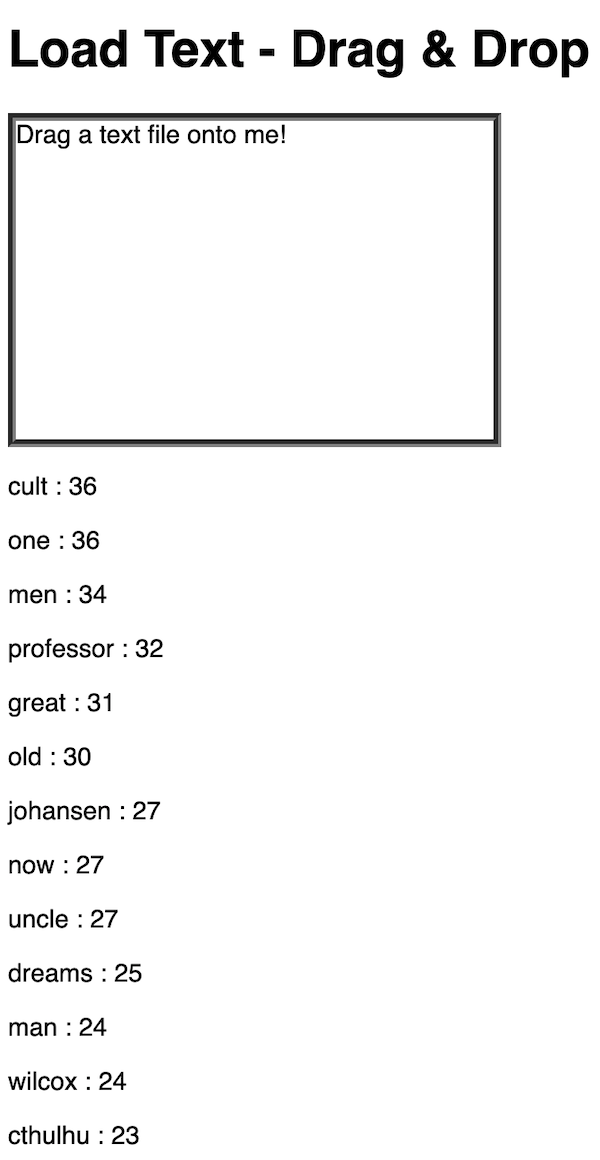 Load Text - Drag & Drop
Drag a text file onto me!
cult : 36
one : 36
men : 34
professor : 32
great : 31
old : 30
johansen : 27
now : 27
uncle : 27
dreams : 25
man : 24
wilcox : 24
cthulhu : 23